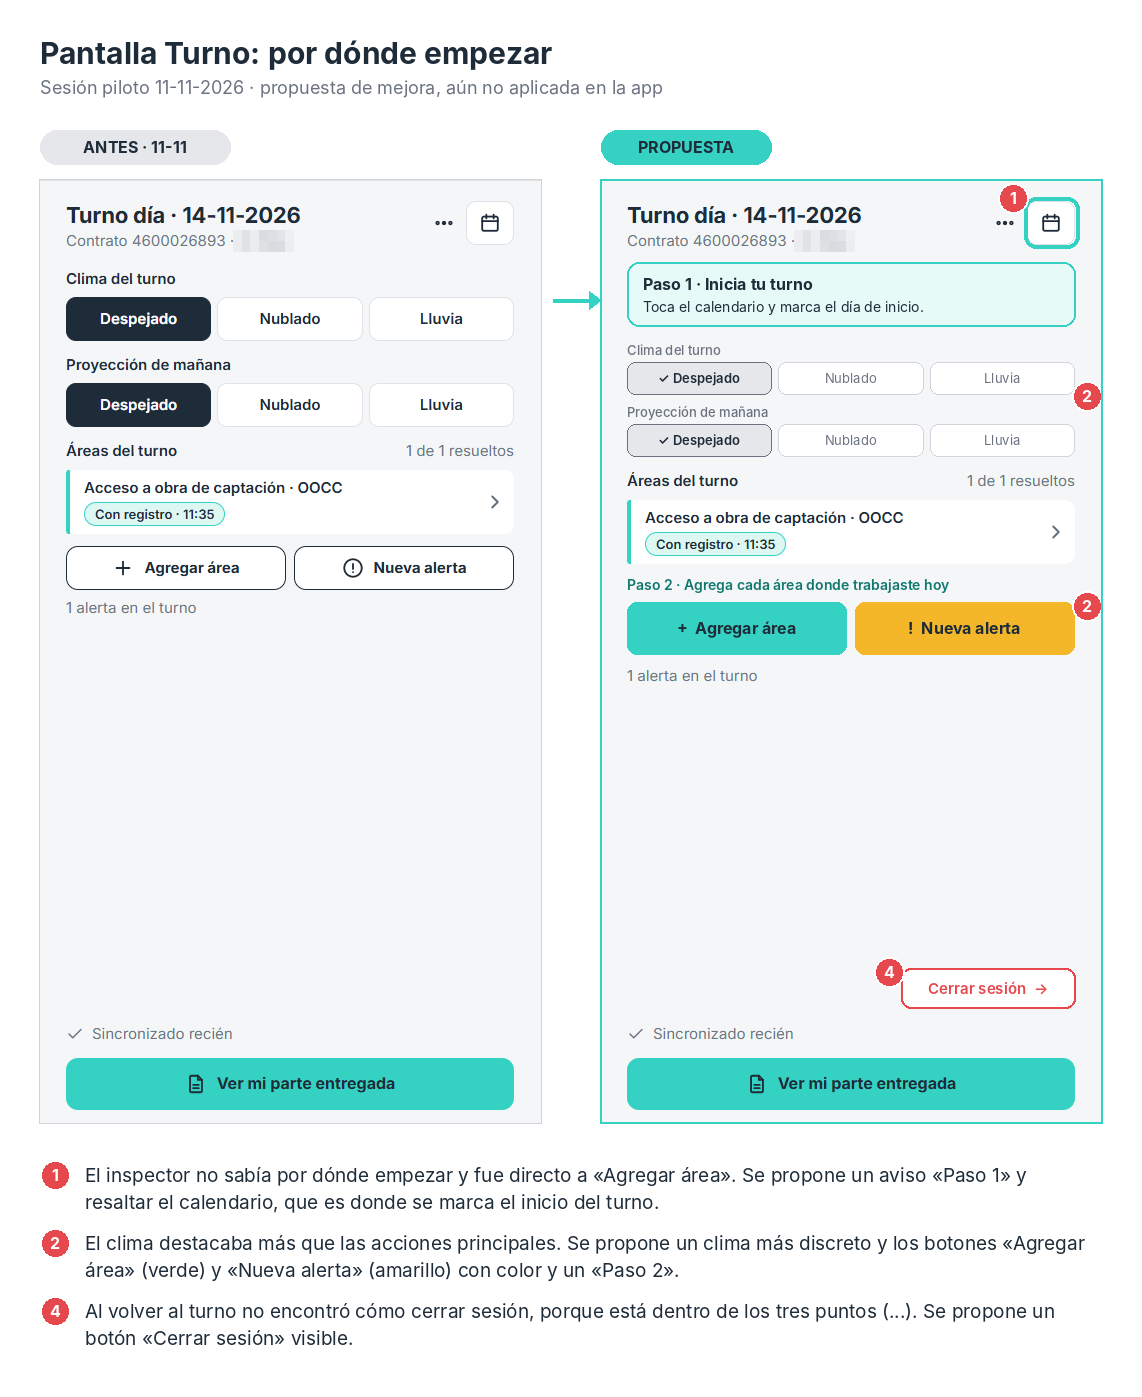 Pantalla Turno: por dónde empezar
Sesión piloto 11-11-2026 · propuesta de mejora, aún no aplicada en la app
ANTES · 11-11
Turno día · 14-11-2026
Contrato 4600026893 ·
Clima del turno
Despejado
Nublado
Lluvia
Proyección de mañana
Despejado
Nublado
Lluvia
Áreas del turno
1 de 1 resueltos
Acceso a obra de captación · OOCC
Con registro · 11:35
Agregar área
Nueva alerta
1 alerta en el turno
Sincronizado recién
Ver mi parte entregada
PROPUESTA
1
Turno día · 14-11-2026
Contrato 4600026893 ·
Paso 1 · Inicia tu turno
Toca el calendario y marca el día de inicio.
Clima del turno
✓ Despejado
Nublado
Lluvia
2
Proyección de mañana
✓ Despejado
Nublado
Lluvia
Áreas del turno
1 de 1 resueltos
Acceso a obra de captación · OOCC
Con registro · 11:35
Paso 2 · Agrega cada área donde trabajaste hoy
2
+ Agregar área
! Nueva alerta
1 alerta en el turno
4
Cerrar sesión →
Sincronizado recién
Ver mi parte entregada
1 El inspector no sabía por dónde empezar y fue directo a «Agregar área». Se propone un aviso «Paso 1» y
resaltar el calendario, que es donde se marca el inicio del turno.
2 El clima destacaba más que las acciones principales. Se propone un clima más discreto y los botones «Agregar
área» (verde) y «Nueva alerta» (amarillo) con color y un «Paso 2».
4 Al volver al turno no encontró cómo cerrar sesión, porque está dentro de los tres puntos (...). Se propone un
botón «Cerrar sesión» visible.